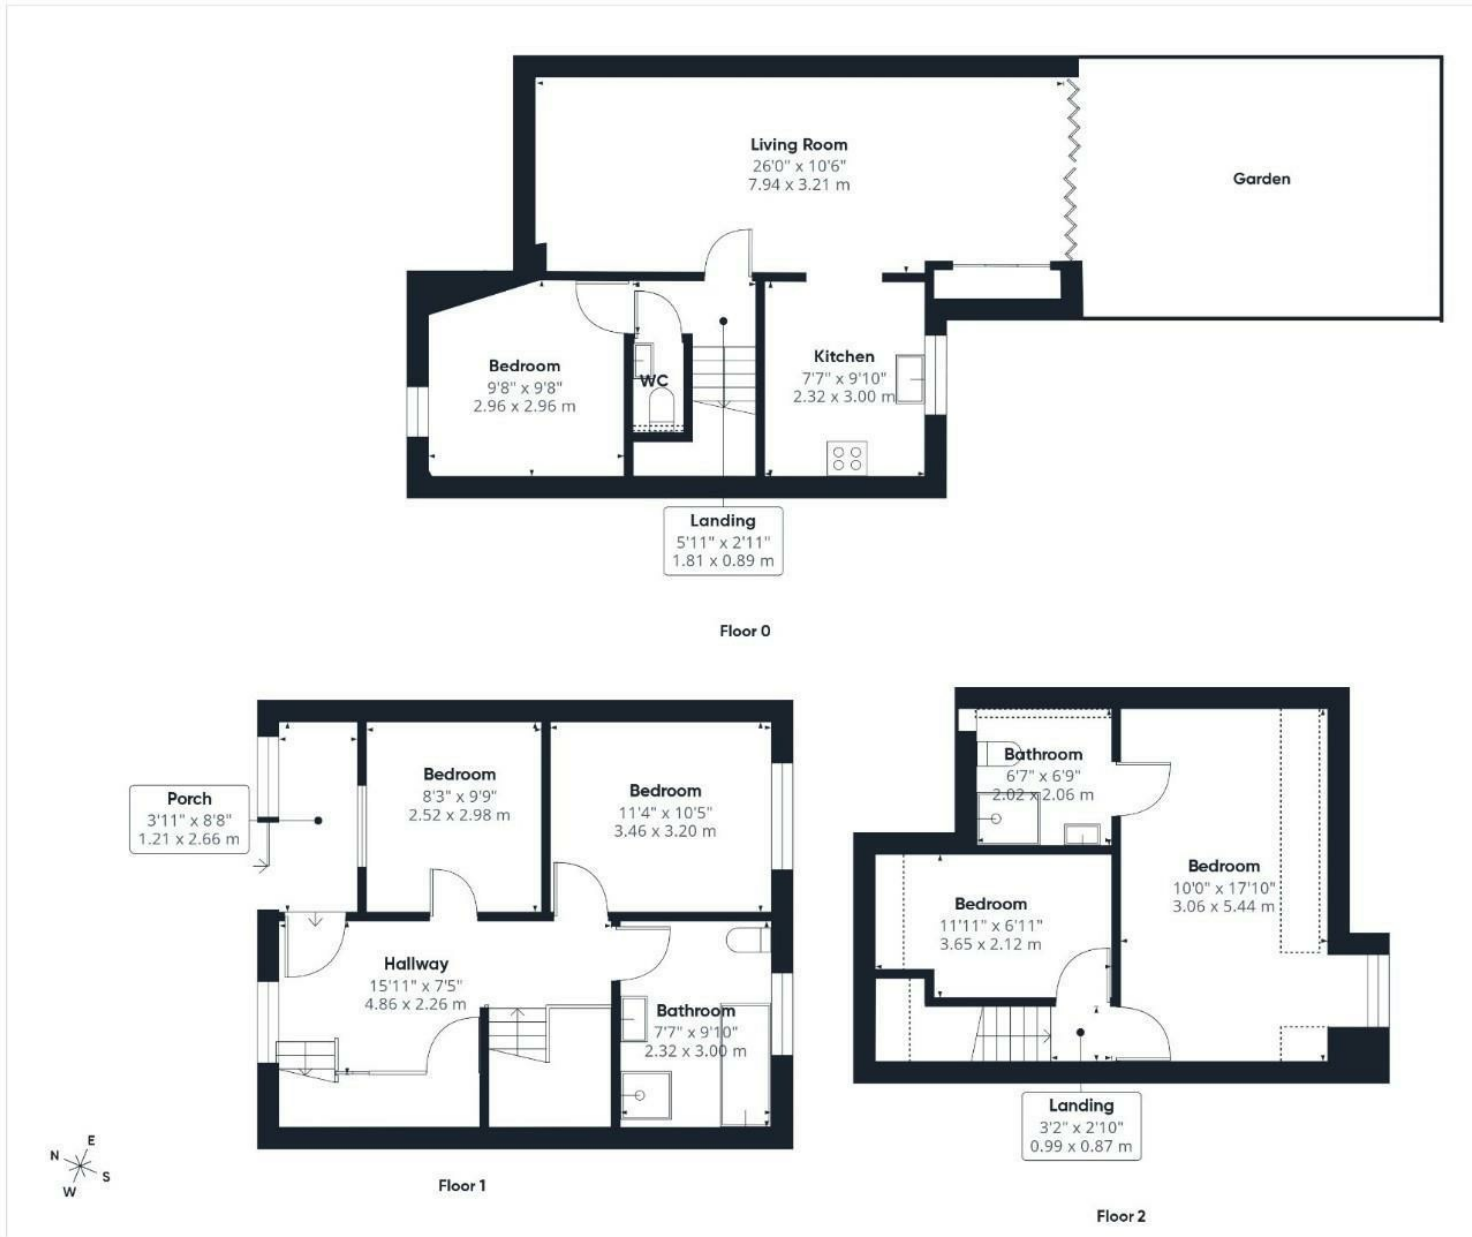 Living Room
26'0" x 10'6"
7.94 x 3.21 m
Garden
Bedroom
9'8" x 9'8"
2.96 x 2.96 m
WC
Kitchen
7'7" x 9'10"
2.32 x 3.00 m
Landing
5'11" x 2'11"
1.81 x 0.89 m
Floor 0
Porch
3'11" x 8'8"
1.21 x 2.66 m
Bedroom
8'3" x 9'9"
2.52 x 2.98 m
Bedroom
11'4" x 10'5"
3.46 x 3.20 m
Hallway
15'11" x 7'5"
4.86 x 2.26 m
Bathroom
7'7" x 9'10"
2.32 x 3.00 m
Floor 1
Bathroom
6'7" x 6'9"
2.02 x 2.06 m
Bedroom
10'0" x 17'10"
3.06 x 5.44 m
Bedroom
11'11" x 6'11"
3.65 x 2.12 m
Landing
3'2" x 2'10"
0.99 x 0.87 m
Floor 2
E
N
S
W